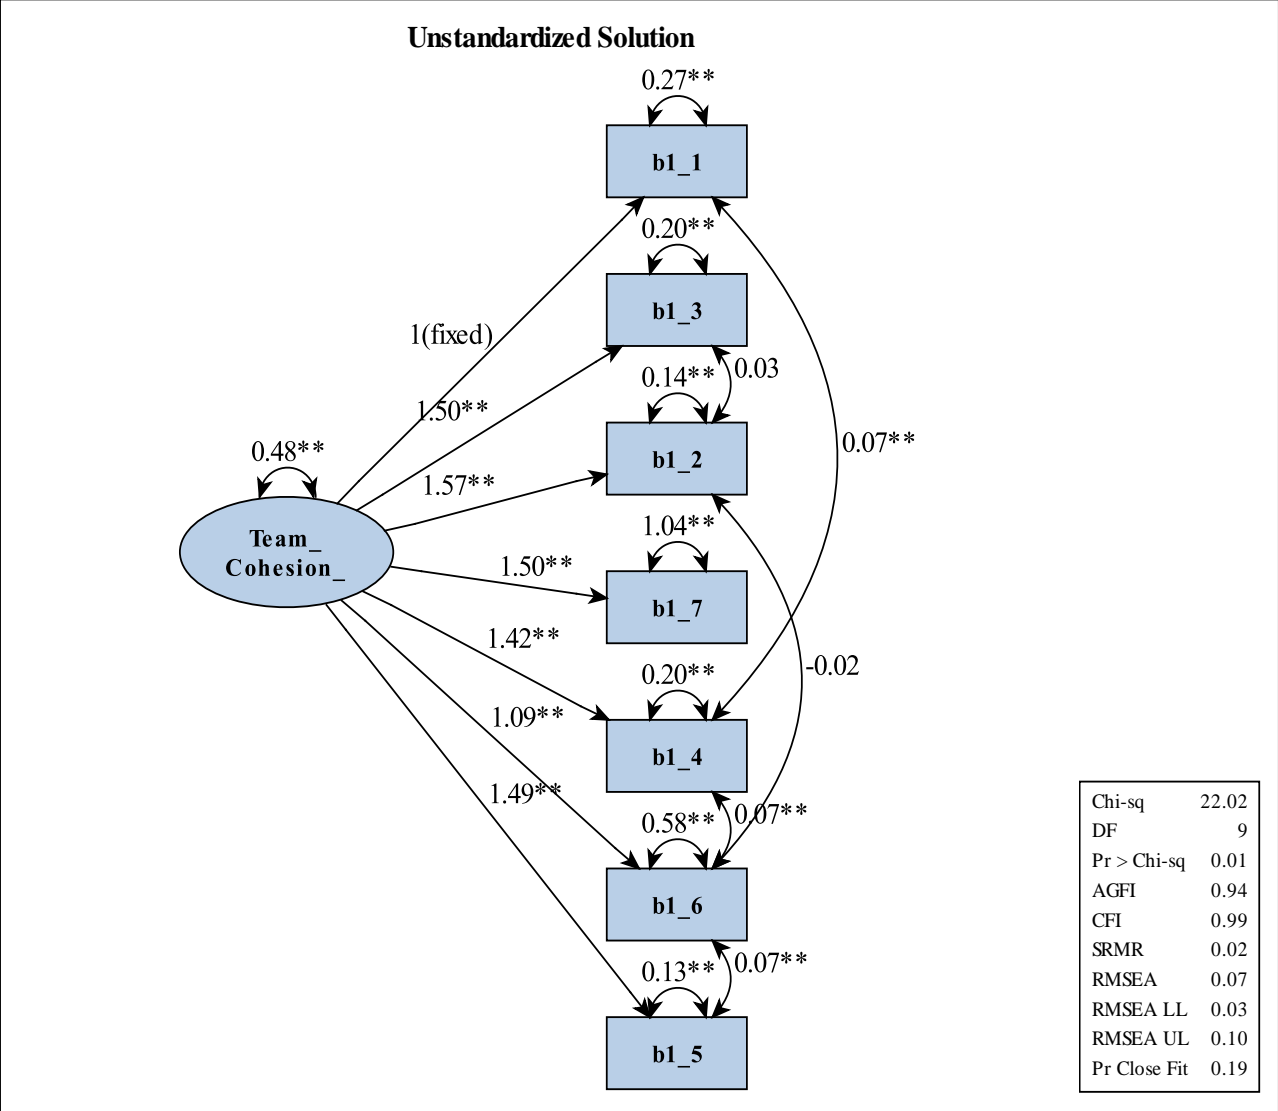 Unstandardized Solution
0.27**
b1_1
0.20**
b1_3
1(fixed)
0.03
0.14**
1.50**
0.07**
0.48**
b1_2
1.57**
1.04**
Team_
Cohesion_
1.50**
b1_7
1.42**
-0.02
0.20**
1.09**
b1_4
1.49**
0.07**
0.58**
b1_6
0.07**
0.13**
b1_5
Chi-sq 22.02
DF 9
Pr > Chi-sq 0.01
AGFI 0.94
CFI 0.99
SRMR 0.02
RMSEA 0.07
RMSEA LL 0.03
RMSEA UL 0.10
Pr Close Fit 0.19